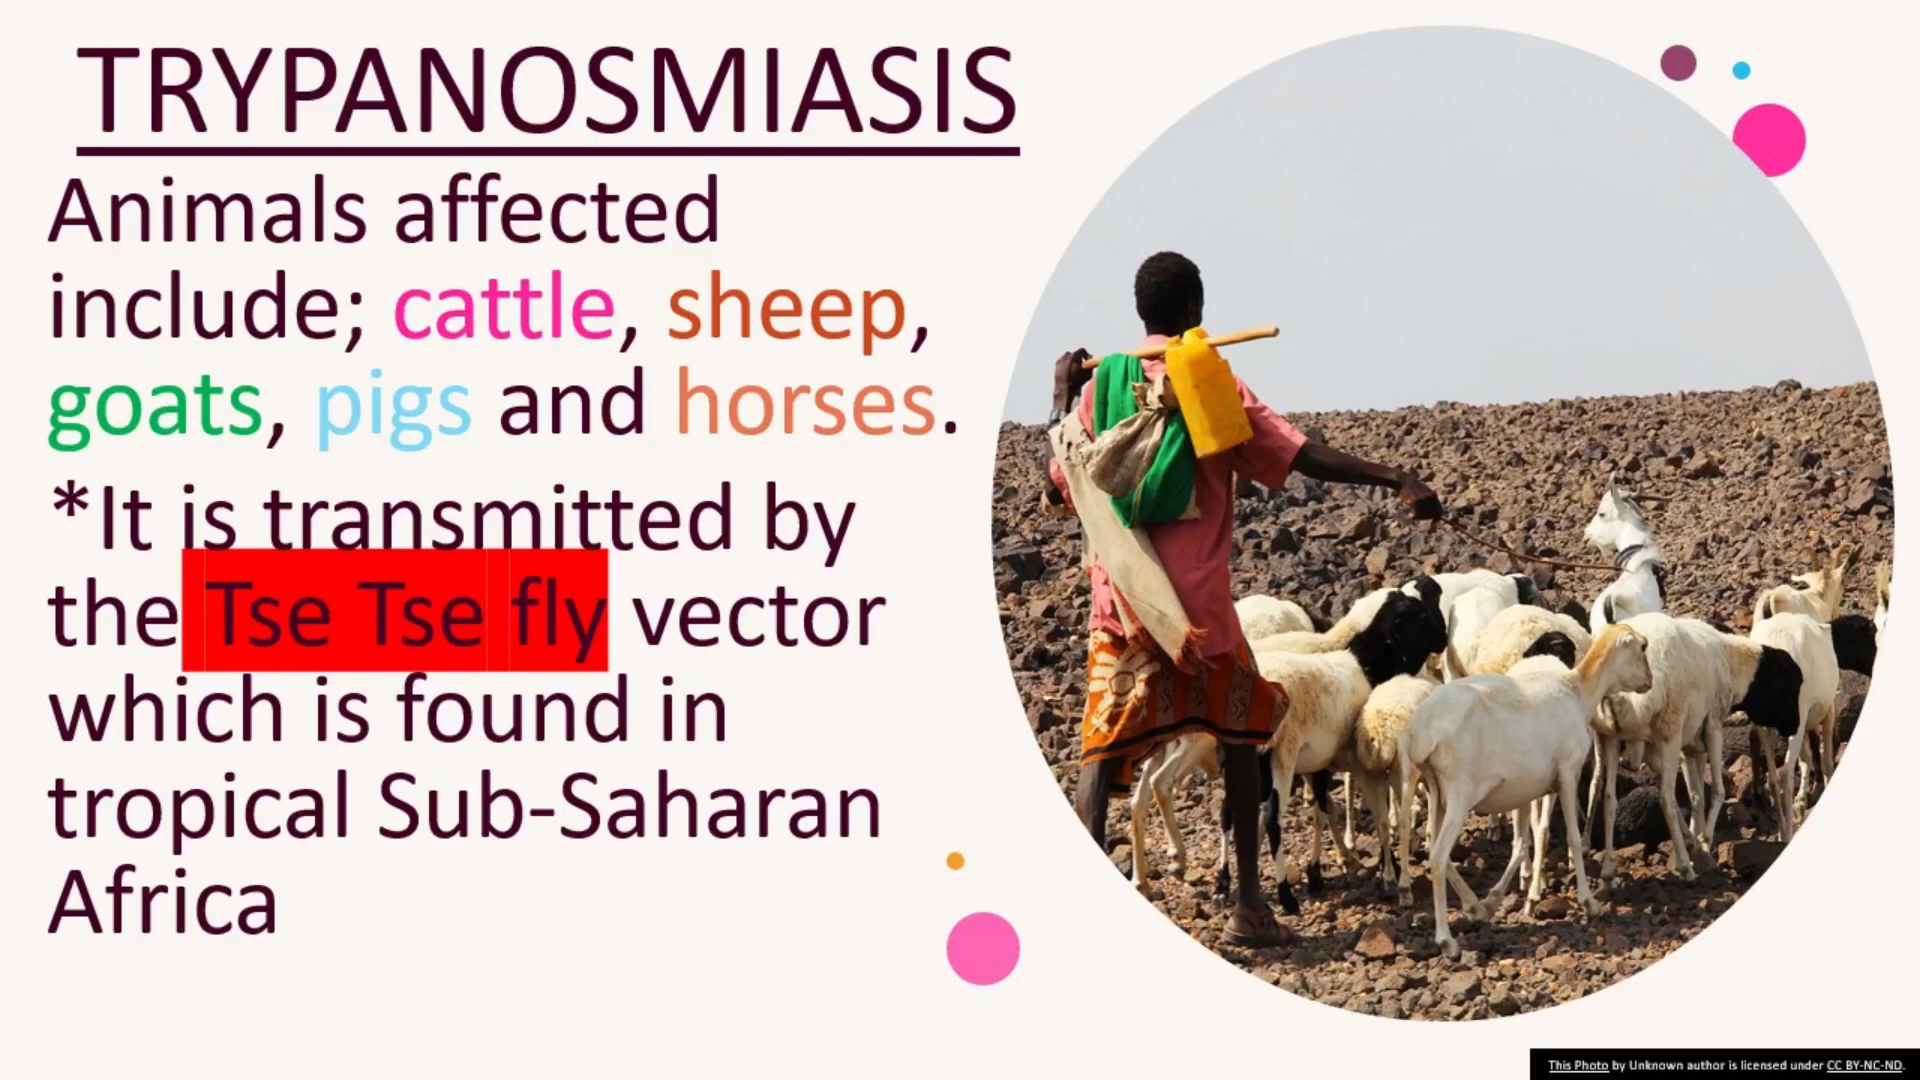 TRYPANOSMIASIS
Animals affected
include; cattle, sheep,
goats, pigs and horses.
*It is transmitted by
the Tse Tse fly vector
which is found in
tropical Sub-Saharan
Africa
This Photo by Unknown author is licensed under CC BY-NC-ND.